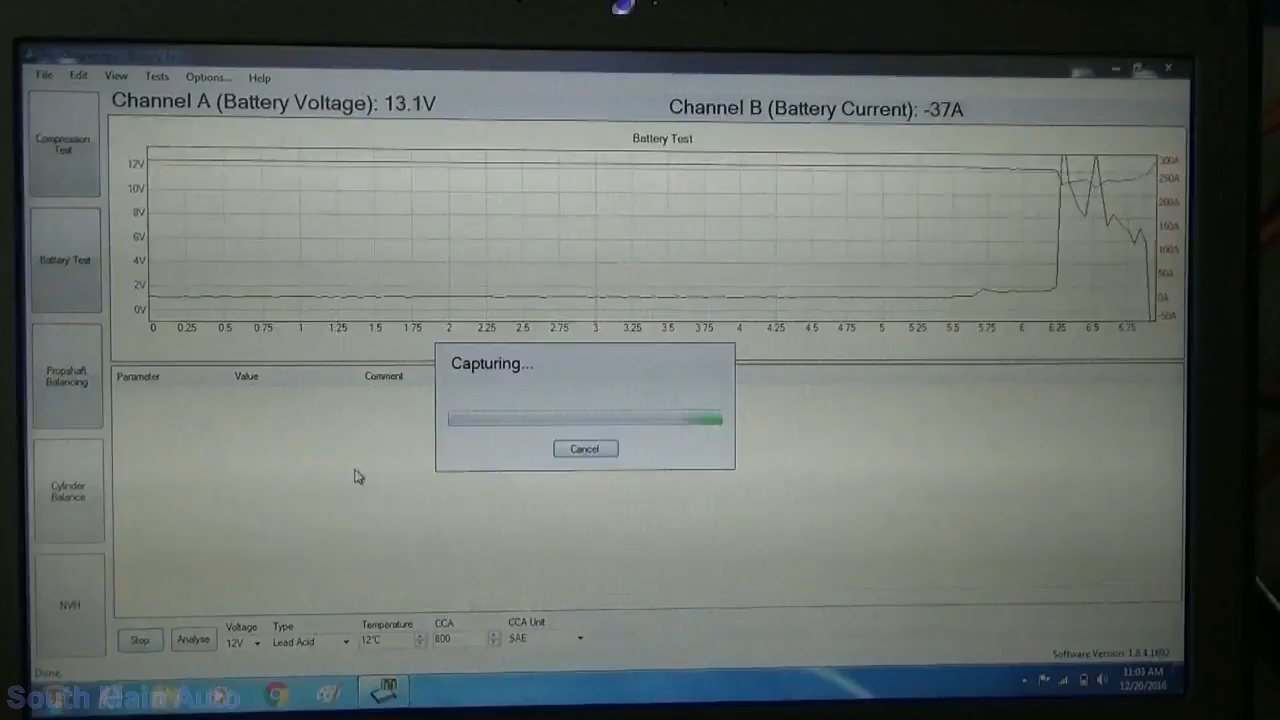 File Edit View Tests Options... Help
Channel A (Battery Voltage): 13.1V Channel B (Battery Current): -37A
Compression
Test
Battery Test
12V
10V
8V
6V
4V
2V
0V
300A
250A
200A
150A
100A
50A
0A
-50A
0 0.25 0.5 0.75 1 1.25 1.5 1.75 2 2.25 2.5 2.75 3 3.25 3.5 3.75 4 4.25 4.5 4.75 5 5.25 5.5 5.75 6 6.25 6.5 6.75
Battery Test
Propshaft
Balancing
Cylinder
Balance
NVH
Parameter Value Comment
Capturing...
Cancel
Stop Analyse
Voltage Type Temperature CCA CCA Unit
12V Lead Acid 12°C 800 SAE
Software Version: 1.8.4.1692
Done
11:03 AM
12/20/2016
South Main Auto